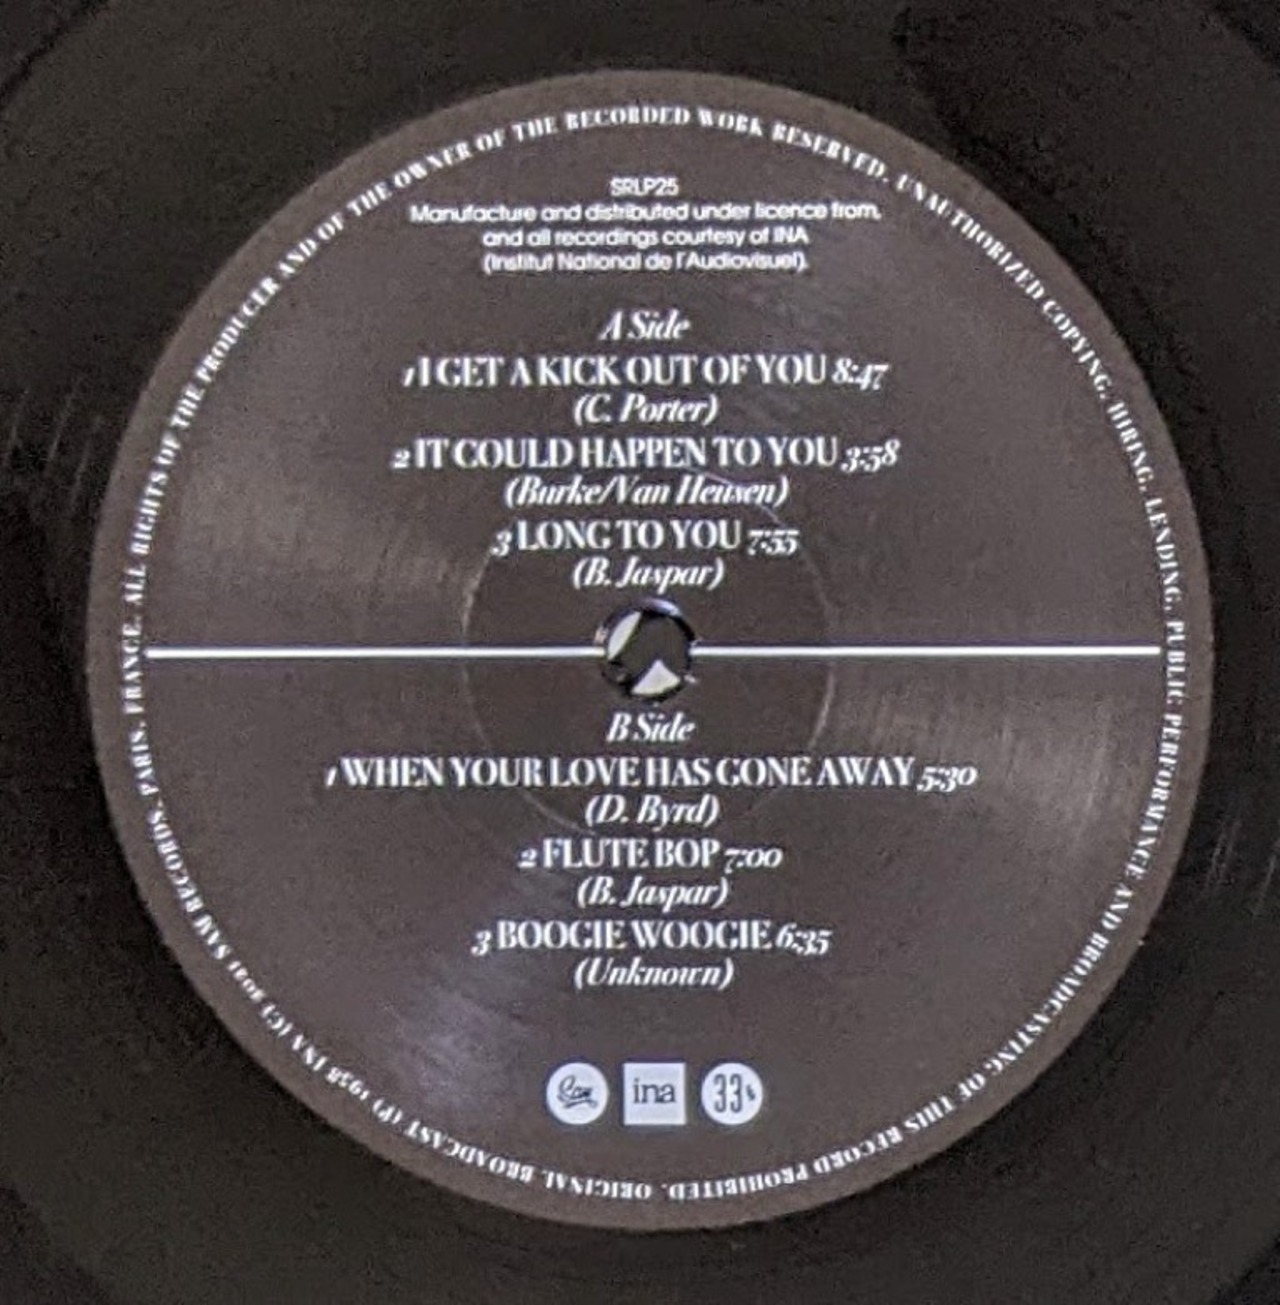 SRLP25
Manufacture and distributed under licence from,
and all recordings courtesy of INA
(Institut National de l'Audiovisuel).
A Side
1 I GET A KICK OUT OF YOU 8:47
(C. Porter)
2 IT COULD HAPPEN TO YOU 3:58
(Burke/Van Heusen)
3 LONG TO YOU 7:55
(B. Jaspar)
B Side
1 WHEN YOUR LOVE HAS GONE AWAY 5:30
(D. Byrd)
2 FLUTE BOP 7:00
(B. Jaspar)
3 BOOGIE WOOGIE 6:35
(Unknown)
Sam
ina
33
ORIGINAL BROADCAST (P) 1958 INA (C) 2021 SAM RECORDS, PARIS, FRANCE. ALL RIGHTS OF THE PRODUCER AND OF THE OWNER OF THE RECORDED WORK RESERVED. UNAUTHORIZED COPYING, HIRING, LENDING, PUBLIC PERFORMANCE AND BROADCASTING OF THIS RECORD PROHIBITED.